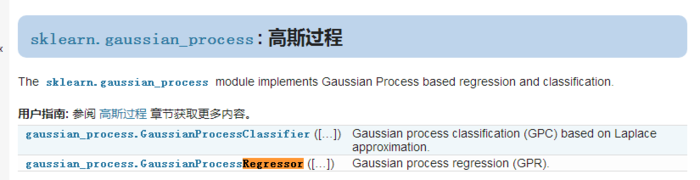 sklearn.gaussian_process: 高斯过程
The sklearn.gaussian_process module implements Gaussian Process based regression and classification.
用户指南: 参阅 高斯过程 章节获取更多内容。
gaussian_process.GaussianProcessClassifier ([...]) Gaussian process classification (GPC) based on Laplace
approximation.
gaussian_process.GaussianProcessRegressor ([...]) Gaussian process regression (GPR).